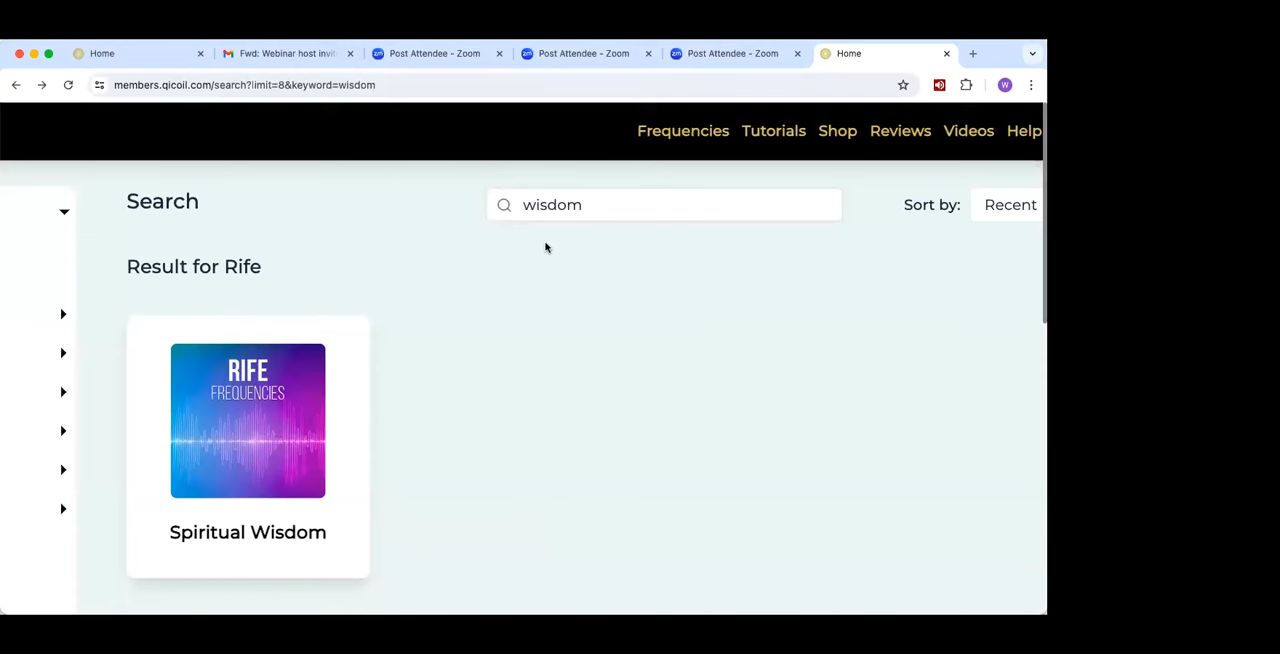 Home
Fwd: Webinar host invit
Post Attendee - Zoom
Post Attendee - Zoom
Post Attendee - Zoom
Home
members.qicoil.com/search?limit=8&keyword=wisdom
W
Frequencies Tutorials Shop Reviews Videos Help
Search
wisdom
Sort by: Recent
Result for Rife
RIFE
FREQUENCIES
Spiritual Wisdom